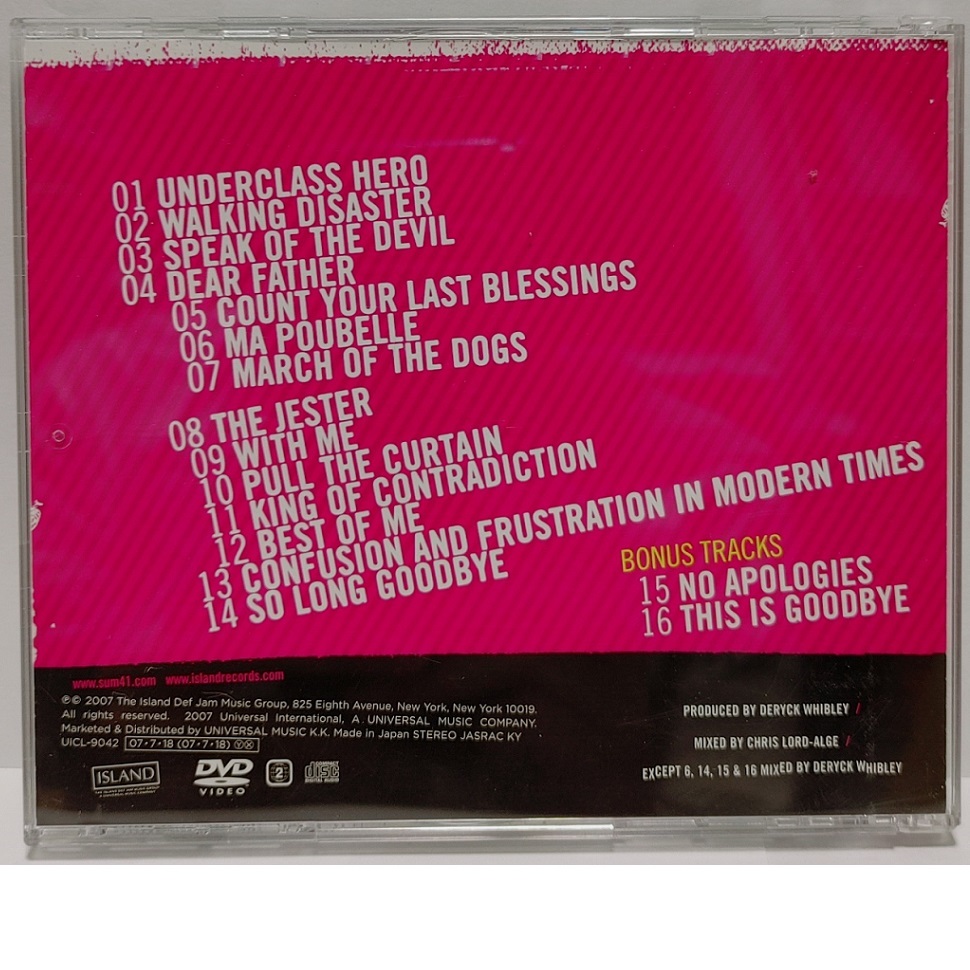 01 UNDERCLASS HERO
02 WALKING DISASTER
03 SPEAK OF THE DEVIL
04 DEAR FATHER
05 COUNT YOUR LAST BLESSINGS
06 MA POUBELLE
07 MARCH OF THE DOGS
08 THE JESTER
09 WITH ME
10 PULL THE CURTAIN
11 KING OF CONTRADICTION
12 BEST OF ME
13 CONFUSION AND FRUSTRATION IN MODERN TIMES
14 SO LONG GOODBYE
BONUS TRACKS
15 NO APOLOGIES
16 THIS IS GOODBYE
www.sum41.com www.islandrecords.com
℗© 2007 The Island Def Jam Music Group, 825 Eighth Avenue, New York, New York 10019.
All rights reserved. 2007 Universal International, A UNIVERSAL MUSIC COMPANY.
Marketed & Distributed by UNIVERSAL MUSIC K.K. Made in Japan STEREO JASRAC KY
UICL-9042 07·7·18 (07·7·18) Ⓨ Ⓧ
PRODUCED BY DERYCK WHIBLEY /
MIXED BY CHRIS LORD-ALGE /
EXCEPT 6, 14, 15 & 16 MIXED BY DERYCK WHIBLEY
ISLAND
DVD
VIDEO
2
COMPACT
disc
DIGITAL AUDIO